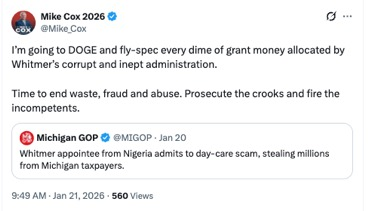 Mike Cox 2026
@Mike_Cox
I'm going to DOGE and fly-spec every dime of grant money allocated by
Whitmer's corrupt and inept administration.
Time to end waste, fraud and abuse. Prosecute the crooks and fire the
incompetents.
Michigan GOP @MIGOP · Jan 20
Whitmer appointee from Nigeria admits to day-care scam, stealing millions
from Michigan taxpayers.
9:49 AM · Jan 21, 2026 · 560 Views